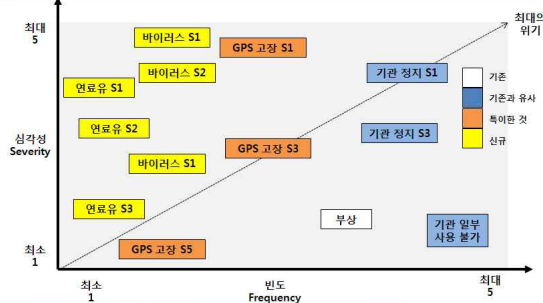 최대
5
최대의
위기
바이러스 S1
GPS 고장 S1
바이러스 S2
기관 정지 S1
기존
연료유 S1
기존과 유사
특이한 것
연료유 S2
기관 정지 S3
신규
심각성
Severity
GPS 고장 S3
바이러스 S1
연료유 S3
부상
기관 일부
사용 불가
GPS 고장 S5
최소
1
최소
1
빈도
Frequency
최대
5